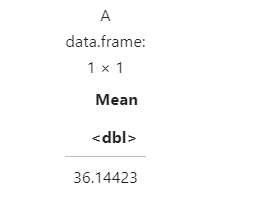 A
data.frame:
1 × 1
Mean
<dbl>
36.14423